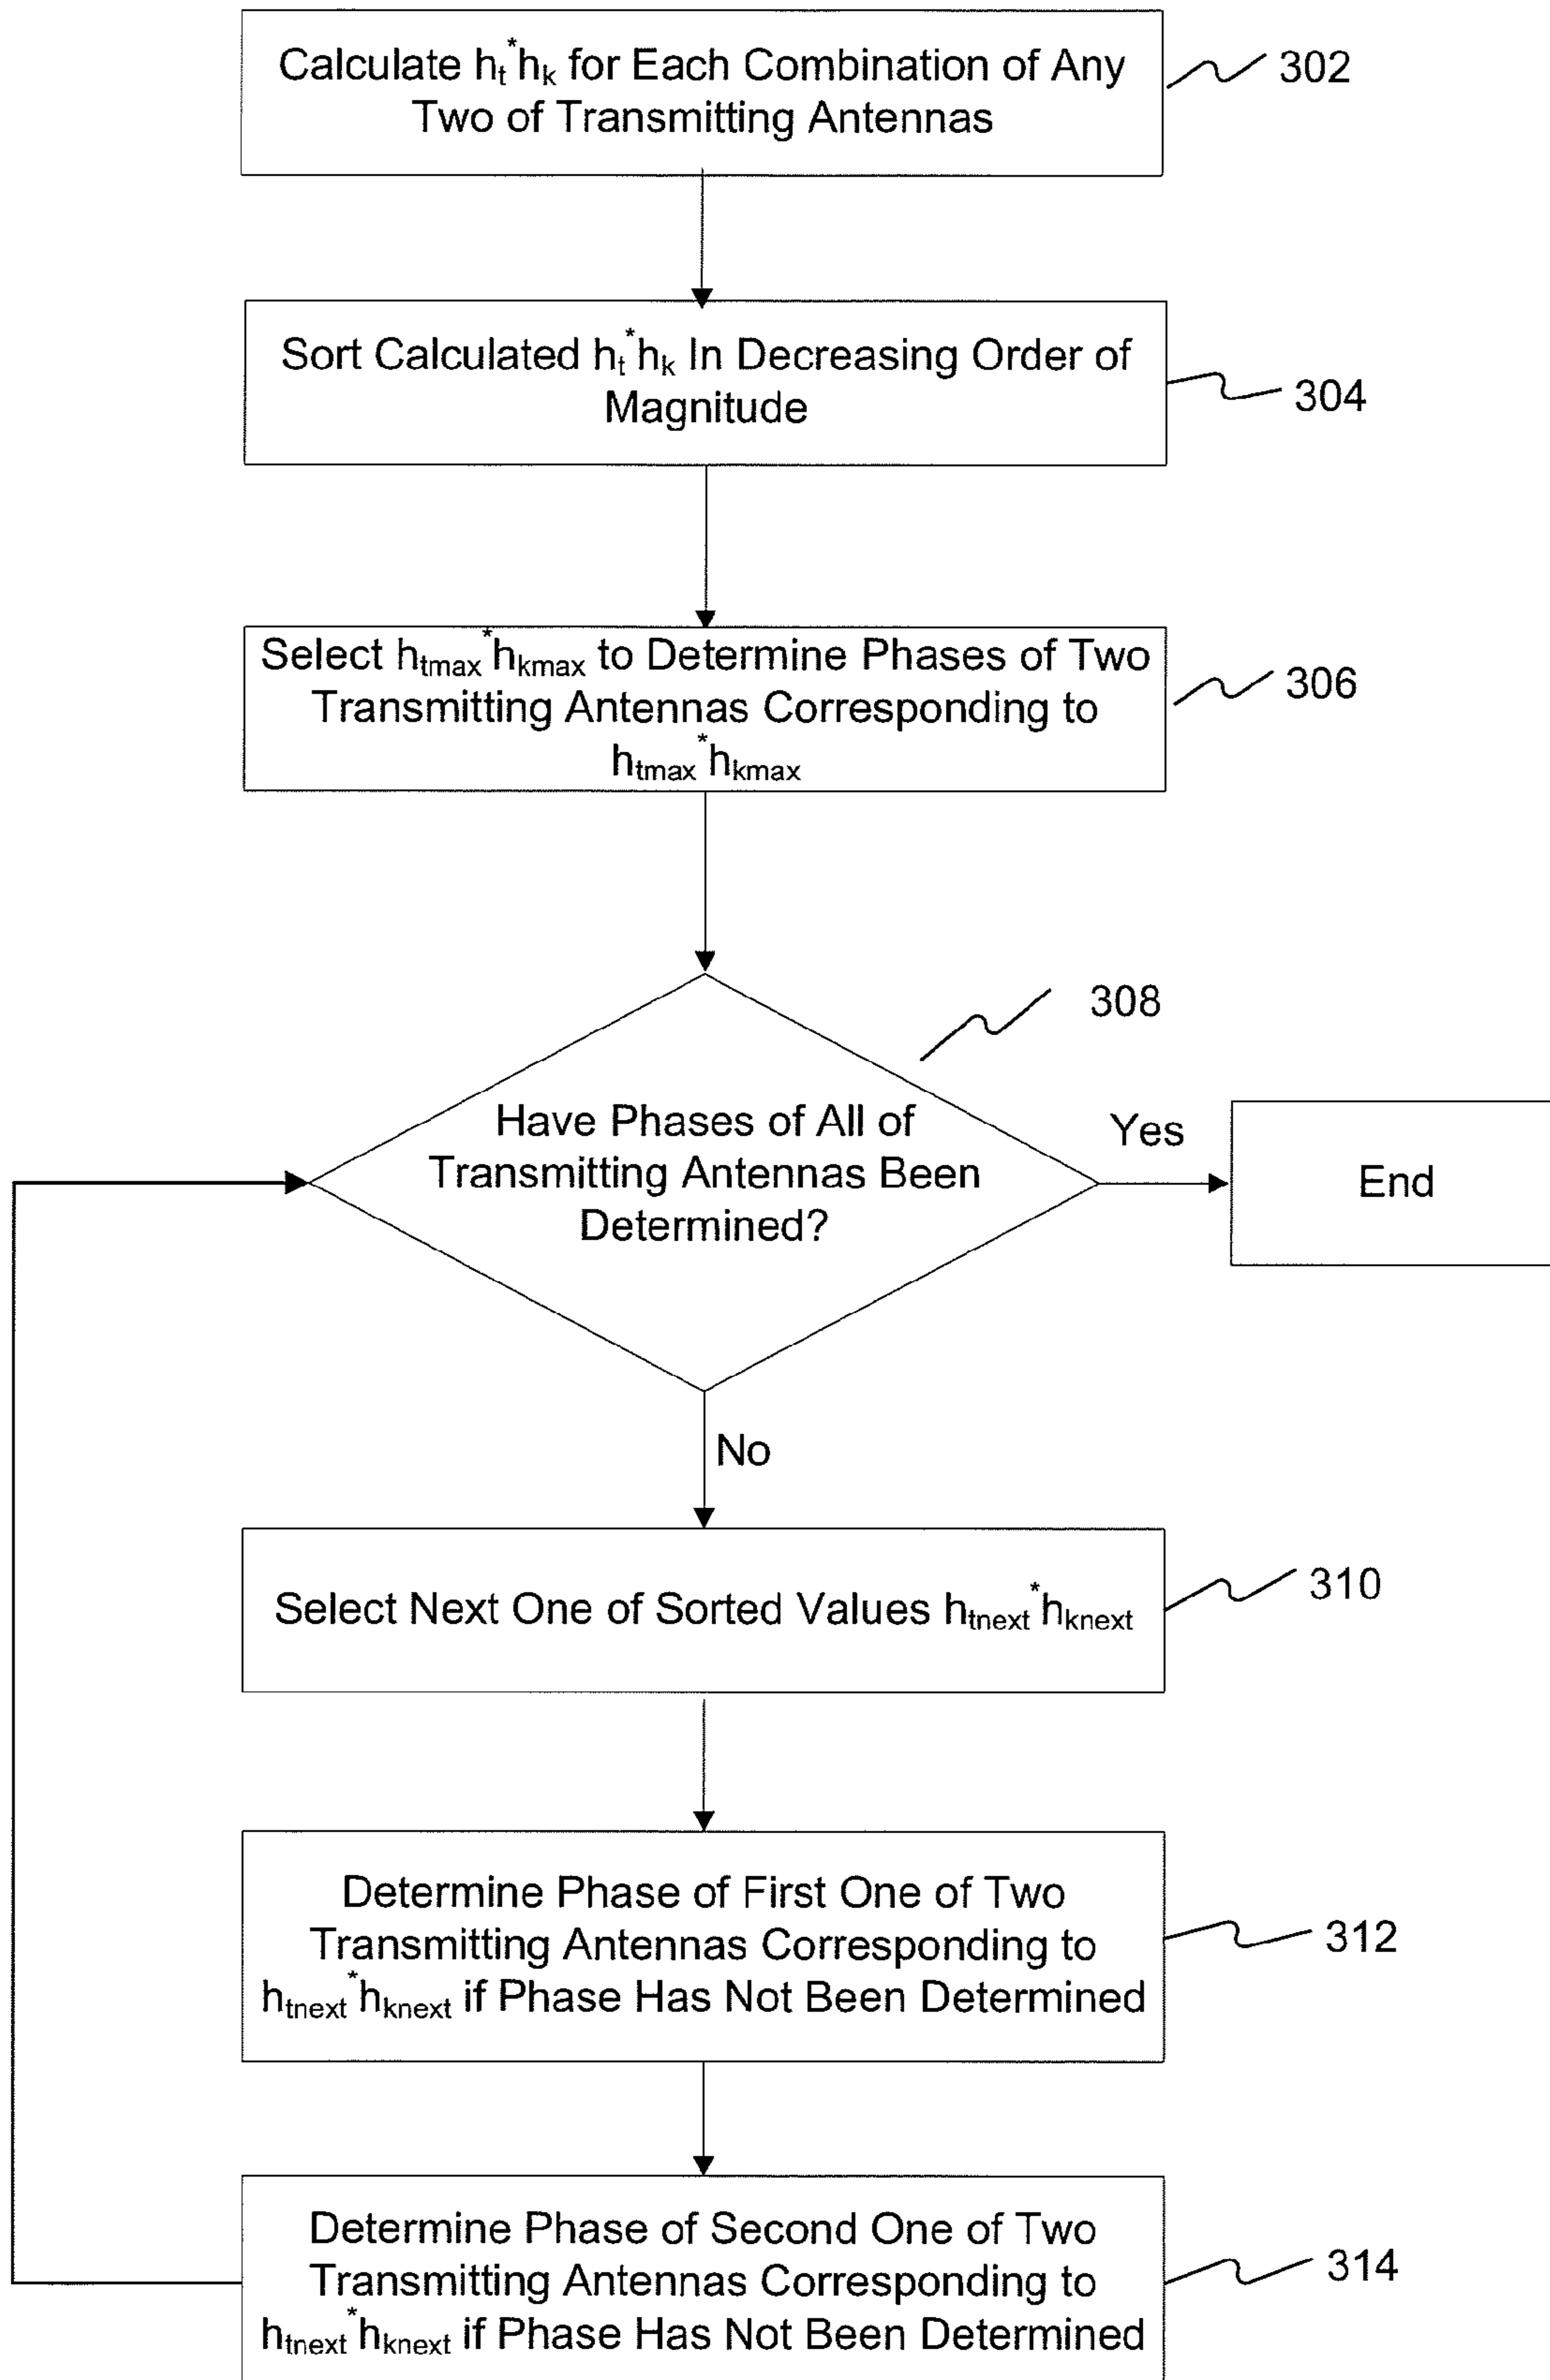 Calculate hₜ*hₖ for Each Combination of Any
Two of Transmitting Antennas
302
Sort Calculated hₜ*hₖ In Decreasing Order of
Magnitude
304
Select hₜₘₐₓ*hₖₘₐₓ to Determine Phases of Two
Transmitting Antennas Corresponding to
hₜₘₐₓ*hₖₘₐₓ
306
308
Have Phases of All of
Transmitting Antennas Been
Determined?
Yes
End
No
Select Next One of Sorted Values hₜₙₑₓₜ*hₖₙₑₓₜ
310
Determine Phase of First One of Two
Transmitting Antennas Corresponding to
hₜₙₑₓₜ*hₖₙₑₓₜ if Phase Has Not Been Determined
312
Determine Phase of Second One of Two
Transmitting Antennas Corresponding to
hₜₙₑₓₜ*hₖₙₑₓₜ if Phase Has Not Been Determined
314